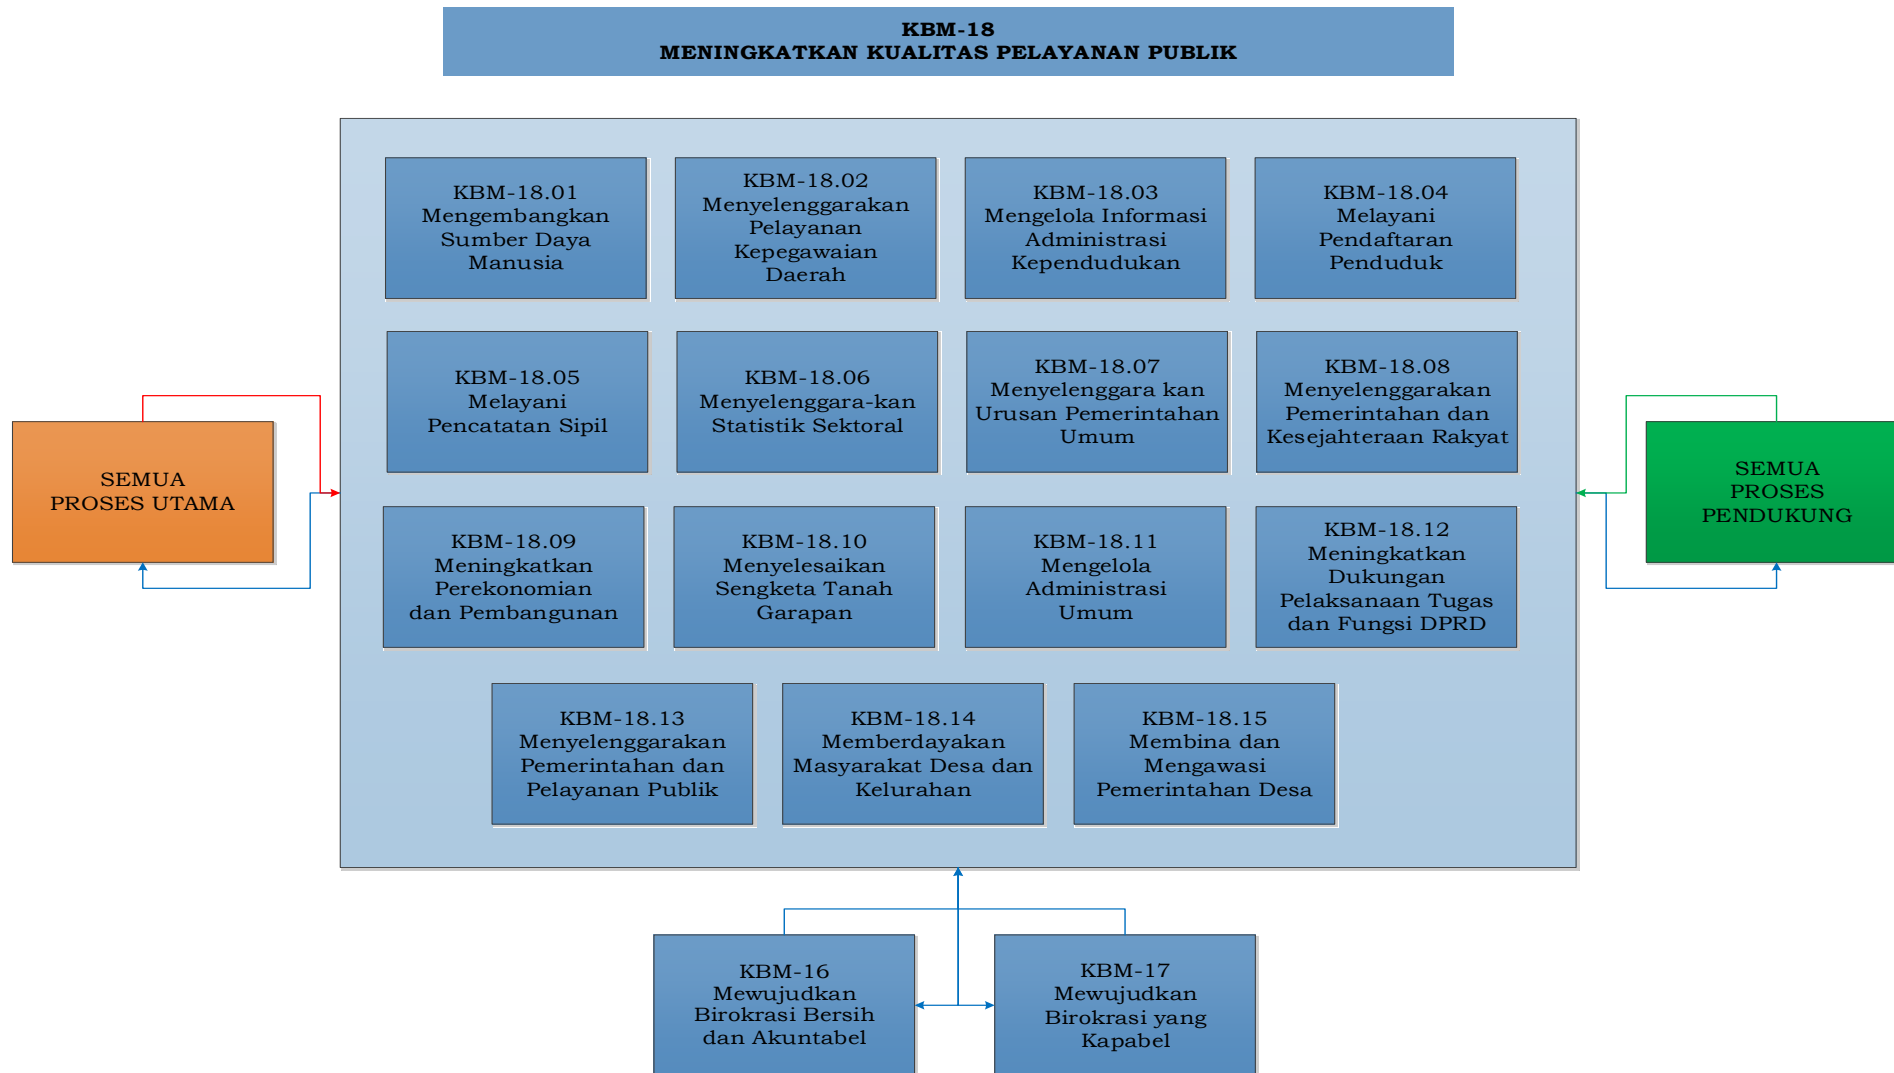 KBM-18
MENINGKATKAN KUALITAS PELAYANAN PUBLIK
KBM-18.01
Mengembangkan
Sumber Daya
Manusia
KBM-18.02
Menyelenggarakan
Pelayanan
Kepegawaian
Daerah
KBM-18.03
Mengelola Informasi
Administrasi
Kependudukan
KBM-18.04
Melayani
Pendaftaran
Penduduk
KBM-18.05
Melayani
Pencatatan Sipil
KBM-18.06
Menyelenggara-kan
Statistik Sektoral
KBM-18.07
Menyelenggara kan
Urusan Pemerintahan
Umum
KBM-18.08
Menyelenggarakan
Pemerintahan dan
Kesejahteraan Rakyat
SEMUA
PROSES UTAMA
SEMUA
PROSES
PENDUKUNG
KBM-18.09
Meningkatkan
Perekonomian
dan Pembangunan
KBM-18.10
Menyelesaikan
Sengketa Tanah
Garapan
KBM-18.11
Mengelola
Administrasi
Umum
KBM-18.12
Meningkatkan
Dukungan
Pelaksanaan Tugas
dan Fungsi DPRD
KBM-18.13
Menyelenggarakan
Pemerintahan dan
Pelayanan Publik
KBM-18.14
Memberdayakan
Masyarakat Desa dan
Kelurahan
KBM-18.15
Membina dan
Mengawasi
Pemerintahan Desa
KBM-16
Mewujudkan
Birokrasi Bersih
dan Akuntabel
KBM-17
Mewujudkan
Birokrasi yang
Kapabel